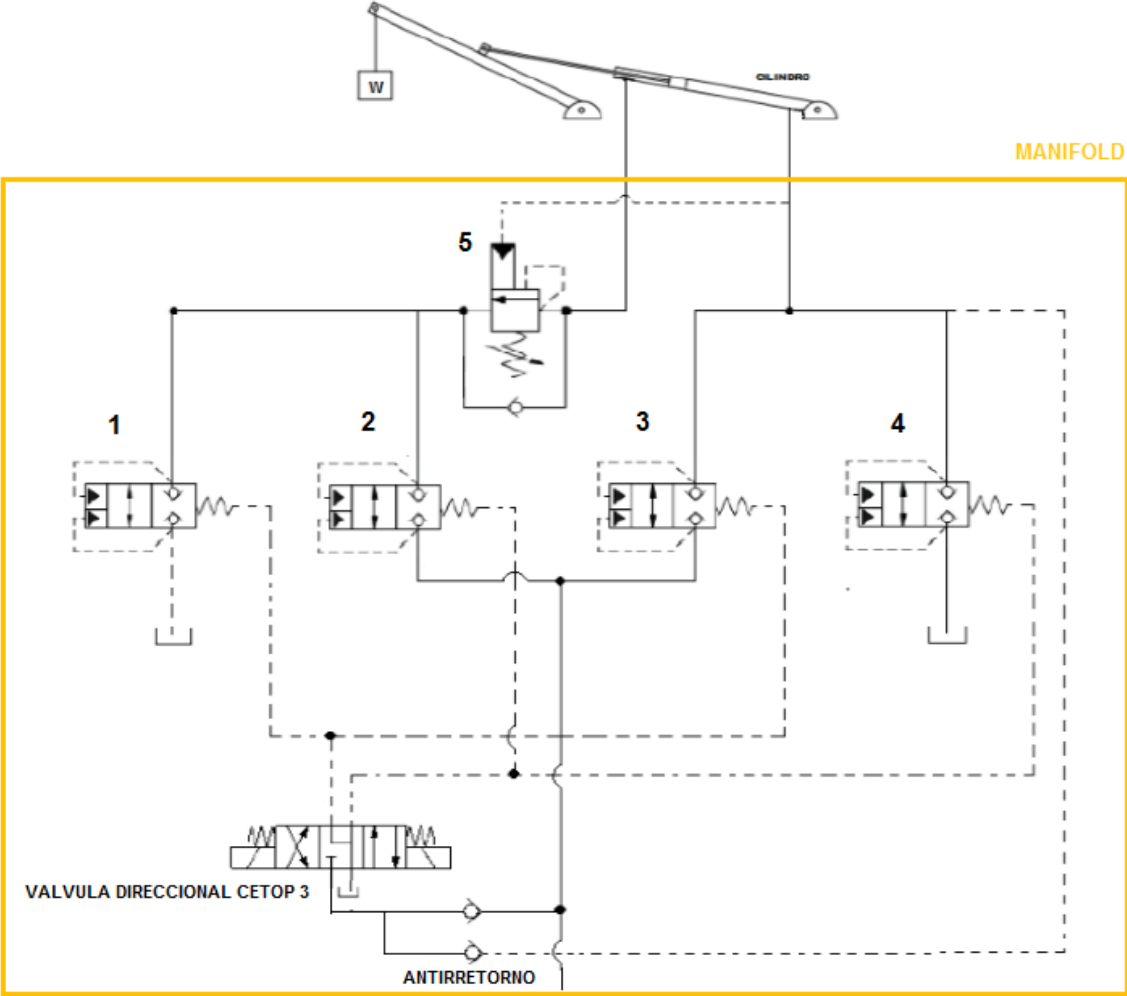 W
CILINDRO
MANIFOLD
5
1
2
3
4
VALVULA DIRECCIONAL CETOP 3
ANTIRRETORNO